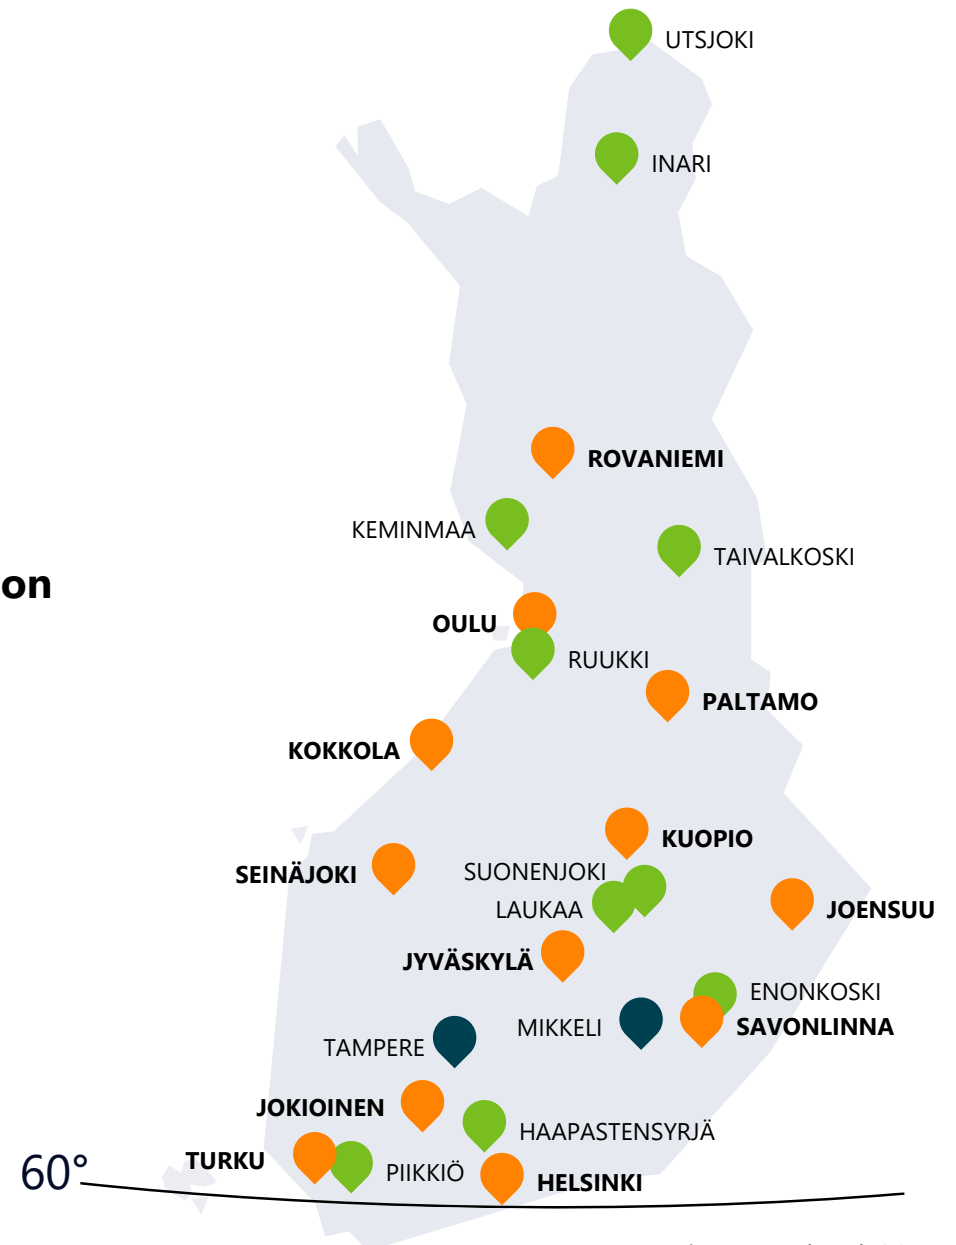 UTSJOKI
INARI
ROVANIEMI
KEMINMAA
TAIVALKOSKI
on
OULU
RUUKKI
PALTAMO
KOKKOLA
KUOPIO
SUONENJOKI
SEINÄJOKI
LAUKAA
JOENSUU
JYVÄSKYLÄ
ENONKOSKI
MIKKELI
SAVONLINNA
TAMPERE
JOKIOINEN
HAAPASTENSYRJÄ
TURKU
60°
PIIKKIÖ
HELSINKI